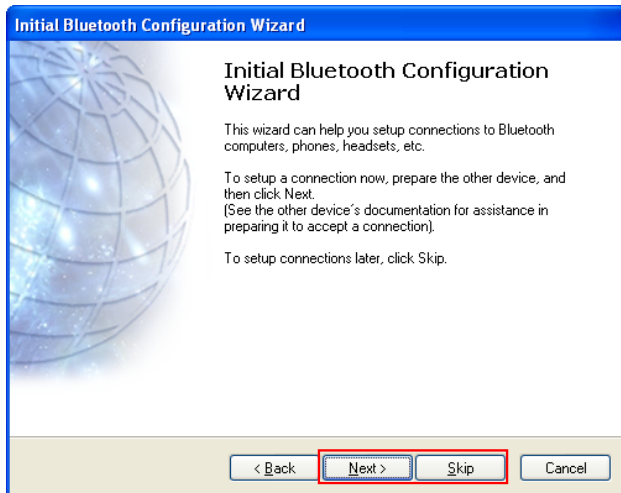 Initial Bluetooth Configuration Wizard
Initial Bluetooth Configuration
Wizard
This wizard can help you setup connections to Bluetooth
computers, phones, headsets, etc.
To setup a connection now, prepare the other device, and
then click Next.
(See the other device´s documentation for assistance in
preparing it to accept a connection).
To setup connections later, click Skip.
< Back Next > Skip Cancel